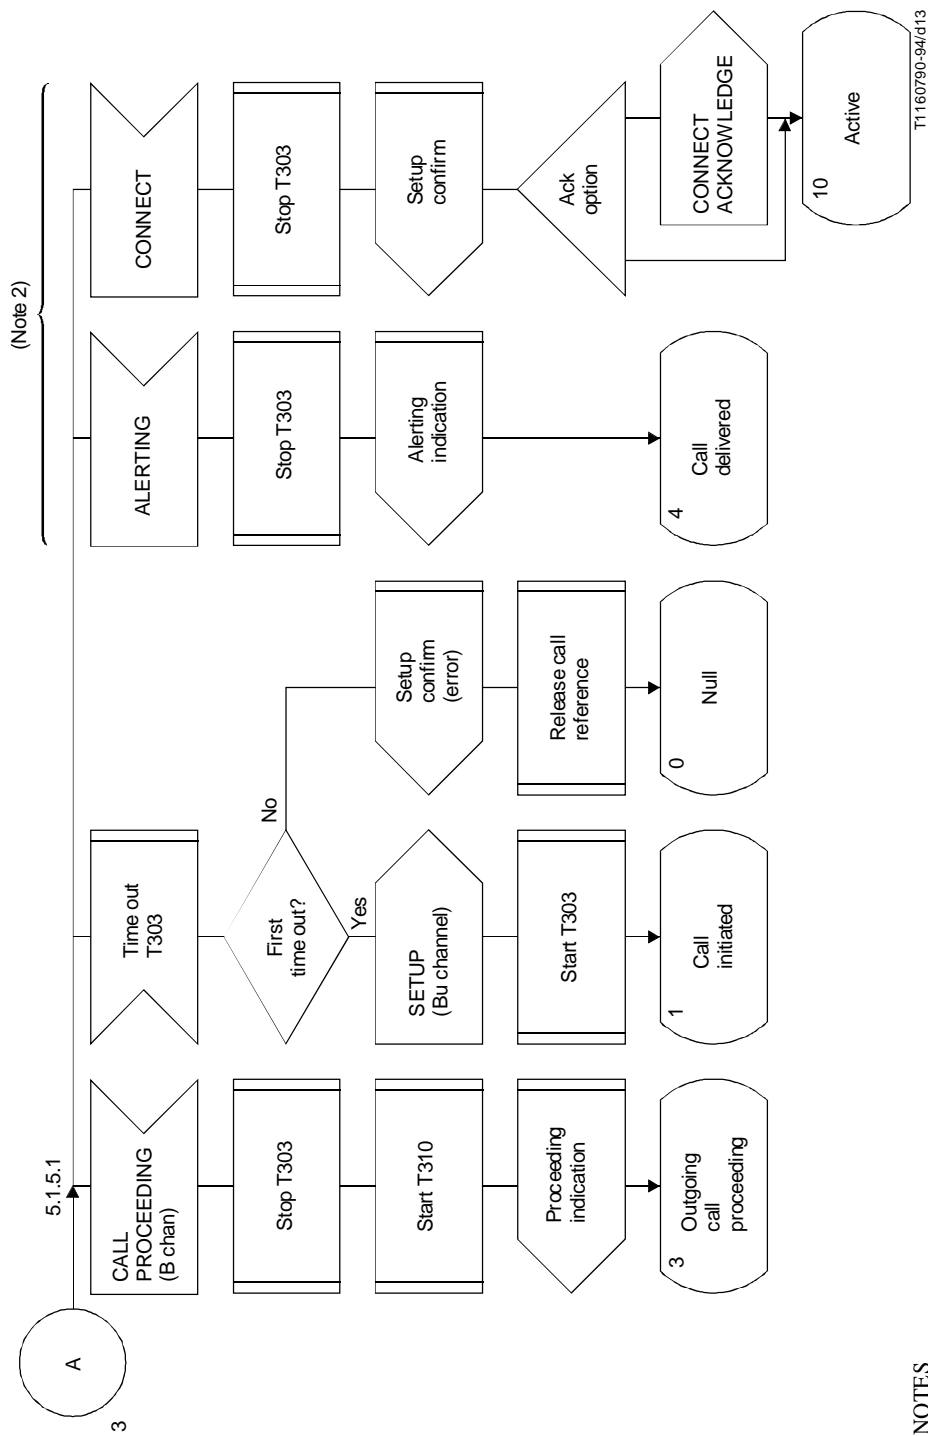 A
3
5.1.5.1
(Note 2)
CALL
PROCEEDING
(B chan)
Stop T303
Start T310
Proceeding
indication
3
Outgoing
call
proceeding
Time out
T303
First
time out?
No
Yes
SETUP
(Bu channel)
Start T303
1
Call
initiated
Setup
confirm
(error)
Release call
reference
0
Null
ALERTING
Stop T303
Alerting
indication
4
Call
delivered
CONNECT
Stop T303
Setup
confirm
Ack
option
CONNECT
ACKNOWLEDGE
10
Active
T1160790-94/d13
NOTES